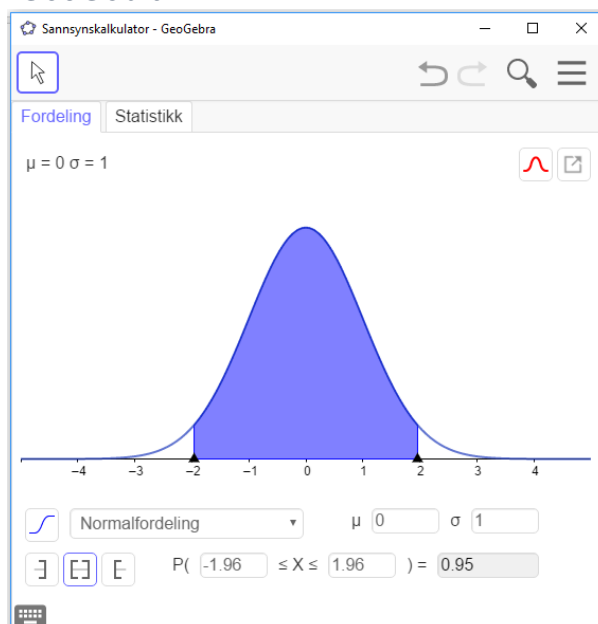 Sannsynskalkulator - GeoGebra
Fordeling Statistikk
μ = 0 σ = 1
−4 −3 −2 −1 0 1 2 3 4
Normalfordeling μ 0 σ 1
P( -1.96 ≤ X ≤ 1.96 ) = 0.95